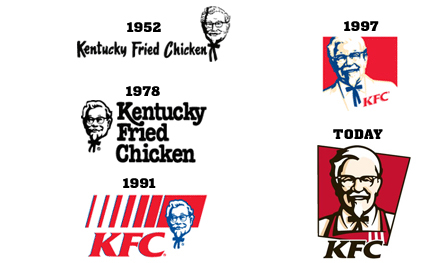 1952
Kentucky Fried Chicken
1978
Kentucky
Fried
Chicken
1991
KFC
1997
KFC
TODAY
KFC